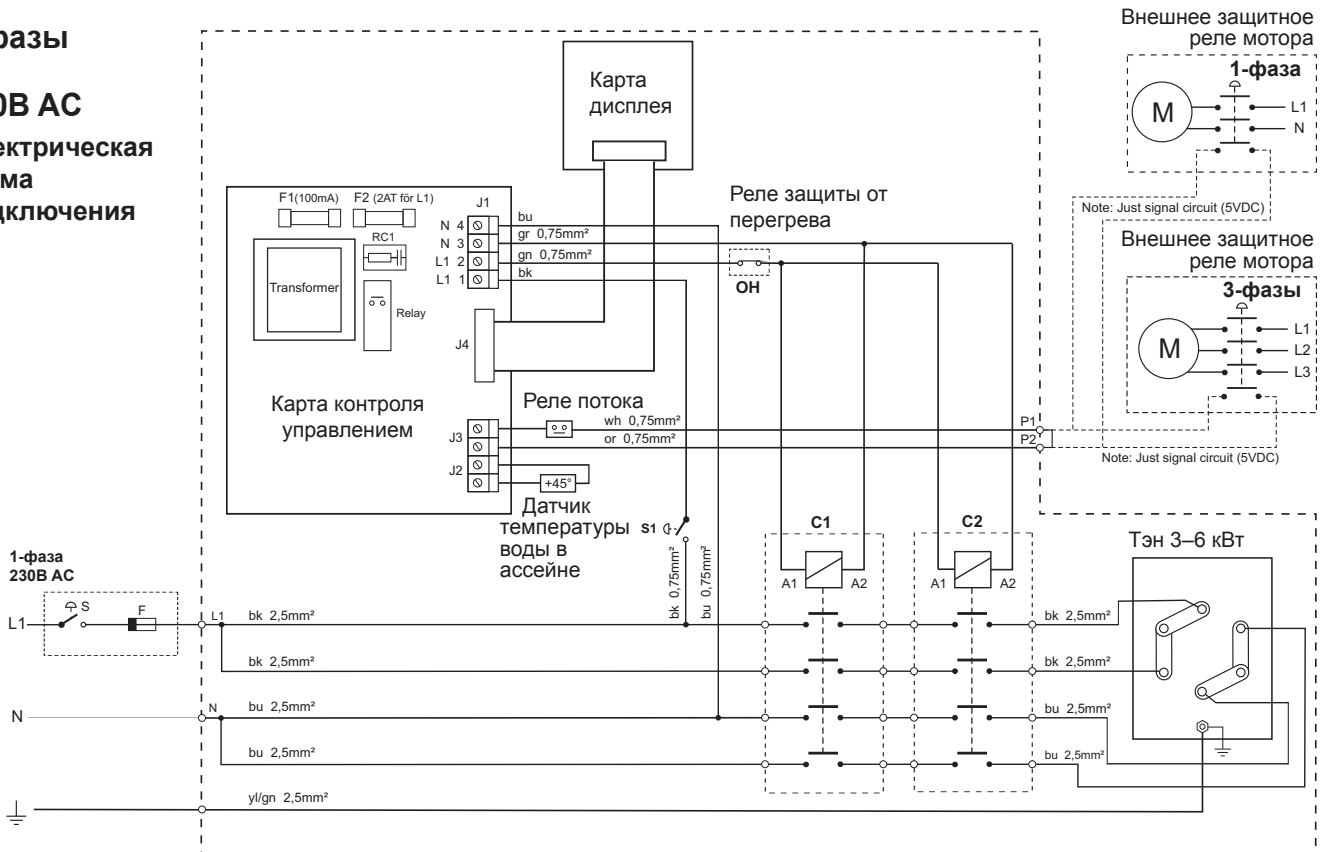 разы
0В AC
ектрическая
ма
дключения
Карта
дисплея
F1(100mA)
F2 (2AT för L1)
J1
RC1
Transformer
Relay
N 4
N 3
L1 2
L1 1
bu
gr 0,75mm²
gn 0,75mm²
bk
J4
Реле защиты от
перегрева
OH
Карта контроля
управлением
Реле потока
wh 0,75mm²
or 0,75mm²
J3
J2
+45°
Датчик
температуры
воды в
ассейне
S1
bk 0,75mm²
bu 0,75mm²
P1
P2
Внешнее защитное
реле мотора
1-фаза
M
L1
N
Note: Just signal circuit (5VDC)
Внешнее защитное
реле мотора
3-фазы
M
L1
L2
L3
Note: Just signal circuit (5VDC)
C1
A1
A2
C2
A1
A2
Тэн 3–6 кВт
1-фаза
230В AC
S
F
L1
L1
bk 2,5mm²
bk 2,5mm²
bk 2,5mm²
bk 2,5mm²
N
N
bu 2,5mm²
bu 2,5mm²
bu 2,5mm²
bu 2,5mm²
yl/gn 2,5mm²